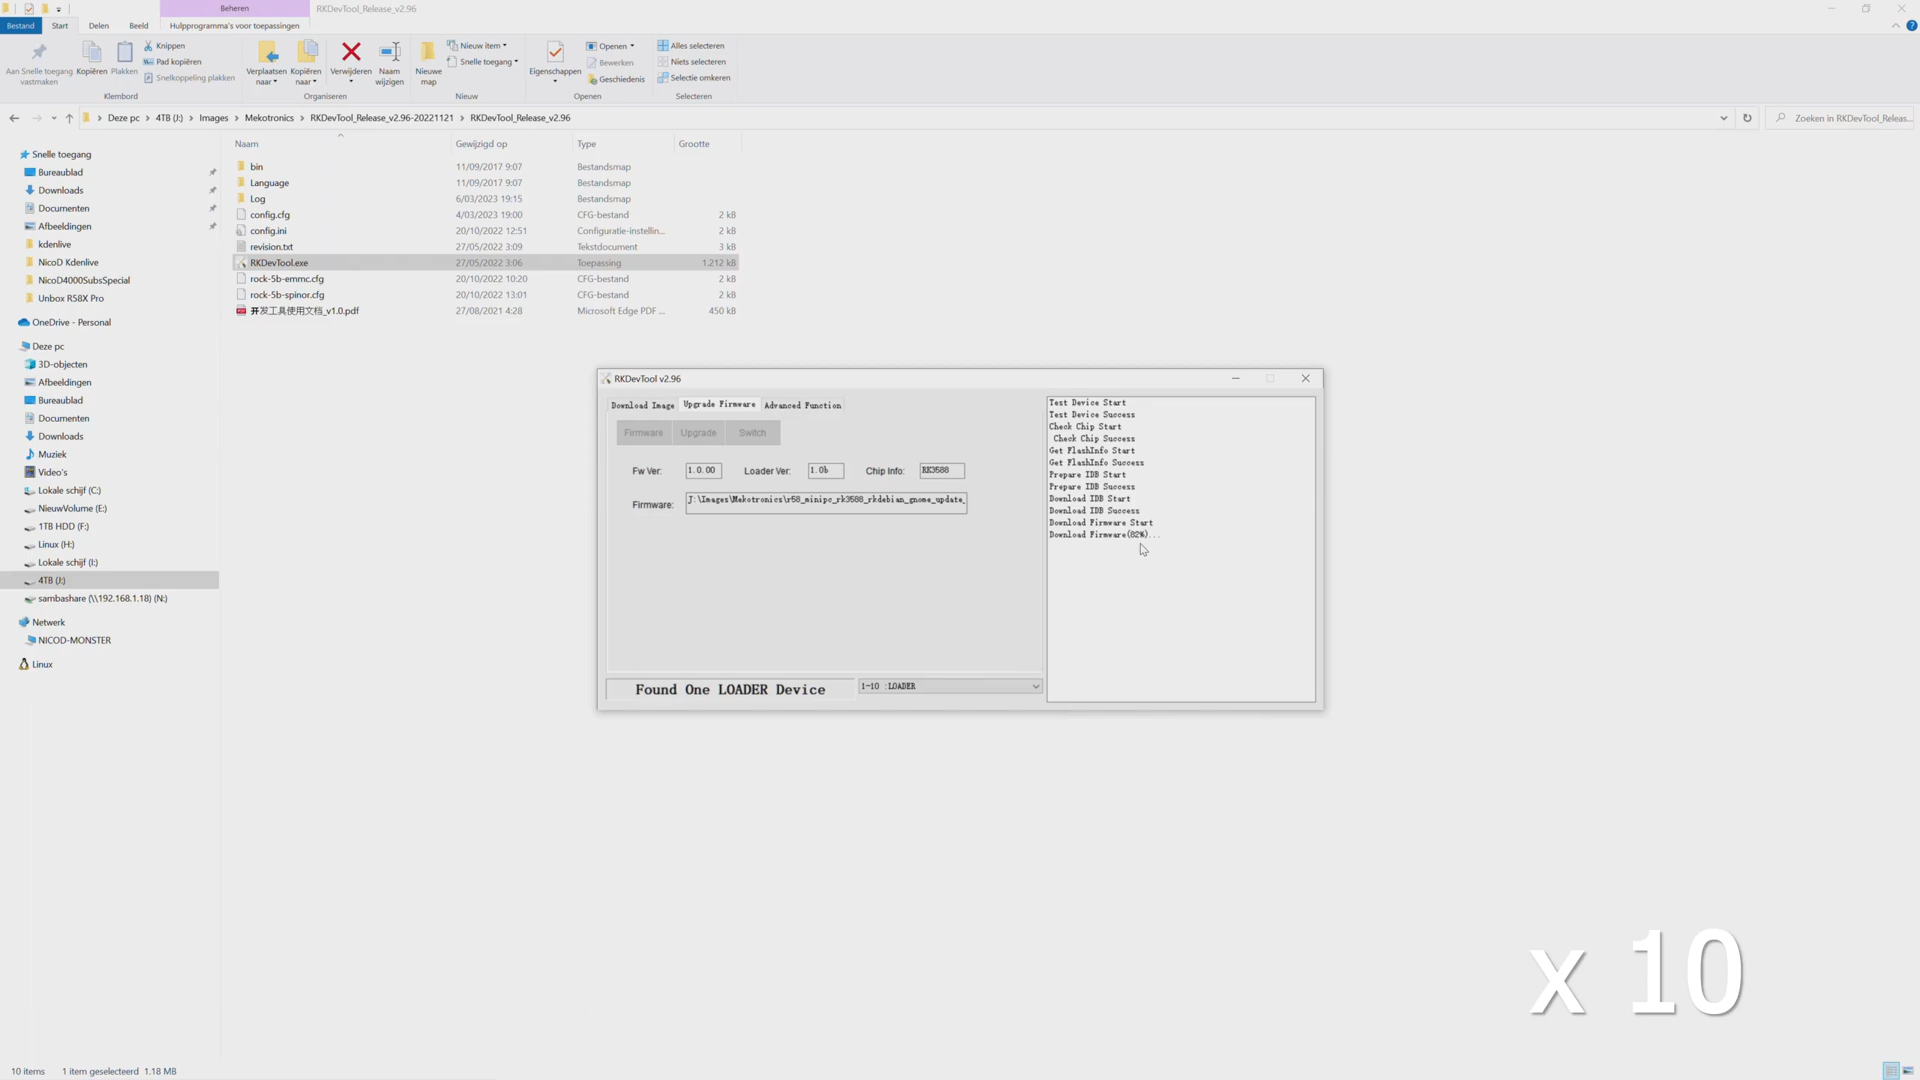 Beheren
RKDevTool_Release_v2.96
Bestand
Start
Delen
Beeld
Hulpprogramma's voor toepassingen
Aan Snelle toegang vastmaken
Kopiëren
Plakken
Knippen
Pad kopiëren
Snelkoppeling plakken
Klembord
Verplaatsen naar
Kopiëren naar
Verwijderen
Naam wijzigen
Organiseren
Nieuwe map
Nieuw item
Snelle toegang
Nieuw
Eigenschappen
Openen
Bewerken
Geschiedenis
Openen
Alles selecteren
Niets selecteren
Selectie omkeren
Selecteren
Deze pc > 4TB (J:) > Images > Mekotronics > RKDevTool_Release_v2.96-20221121 > RKDevTool_Release_v2.96
Zoeken in RKDevTool_Releas...
Naam Gewijzigd op Type Grootte
bin 11/09/2017 9:07 Bestandsmap
Language 11/09/2017 9:07 Bestandsmap
Log 6/03/2023 19:15 Bestandsmap
config.cfg 4/03/2023 19:00 CFG-bestand 2 kB
config.ini 20/10/2022 12:51 Configuratie-instellin... 2 kB
revision.txt 27/05/2022 3:09 Tekstdocument 3 kB
RKDevTool.exe 27/05/2022 3:06 Toepassing 1.212 kB
rock-5b-emmc.cfg 20/10/2022 10:20 CFG-bestand 2 kB
rock-5b-spinor.cfg 20/10/2022 13:01 CFG-bestand 2 kB
开发工具使用文档_v1.0.pdf 27/08/2021 4:28 Microsoft Edge PDF ... 450 kB
Snelle toegang
Bureaublad
Downloads
Documenten
Afbeeldingen
kdenlive
NicoD Kdenlive
NicoD4000SubsSpecial
Unbox R58X Pro
OneDrive - Personal
Deze pc
3D-objecten
Afbeeldingen
Bureaublad
Documenten
Downloads
Muziek
Video's
Lokale schijf (C:)
NieuwVolume (E:)
1TB HDD (F:)
Linux (H:)
Lokale schijf (I:)
4TB (J:)
sambashare (\\192.168.1.18) (N:)
Netwerk
NICOD-MONSTER
Linux
RKDevTool v2.96
Download Image
Upgrade Firmware
Advanced Function
Firmware
Upgrade
Switch
Fw Ver: 1.0.00 Loader Ver: 1.0b Chip Info: RK3588
Firmware: J:\Images\Mekotronics\r58_minipc_rk3588_rkdebian_gnome_update_
Found One LOADER Device
1-10 :LOADER
Test Device Start
Test Device Success
Check Chip Start
Check Chip Success
Get FlashInfo Start
Get FlashInfo Success
Prepare IDB Start
Prepare IDB Success
Download IDB Start
Download IDB Success
Download Firmware Start
Download Firmware(82%)...
x 10
10 items 1 item geselecteerd 1.18 MB